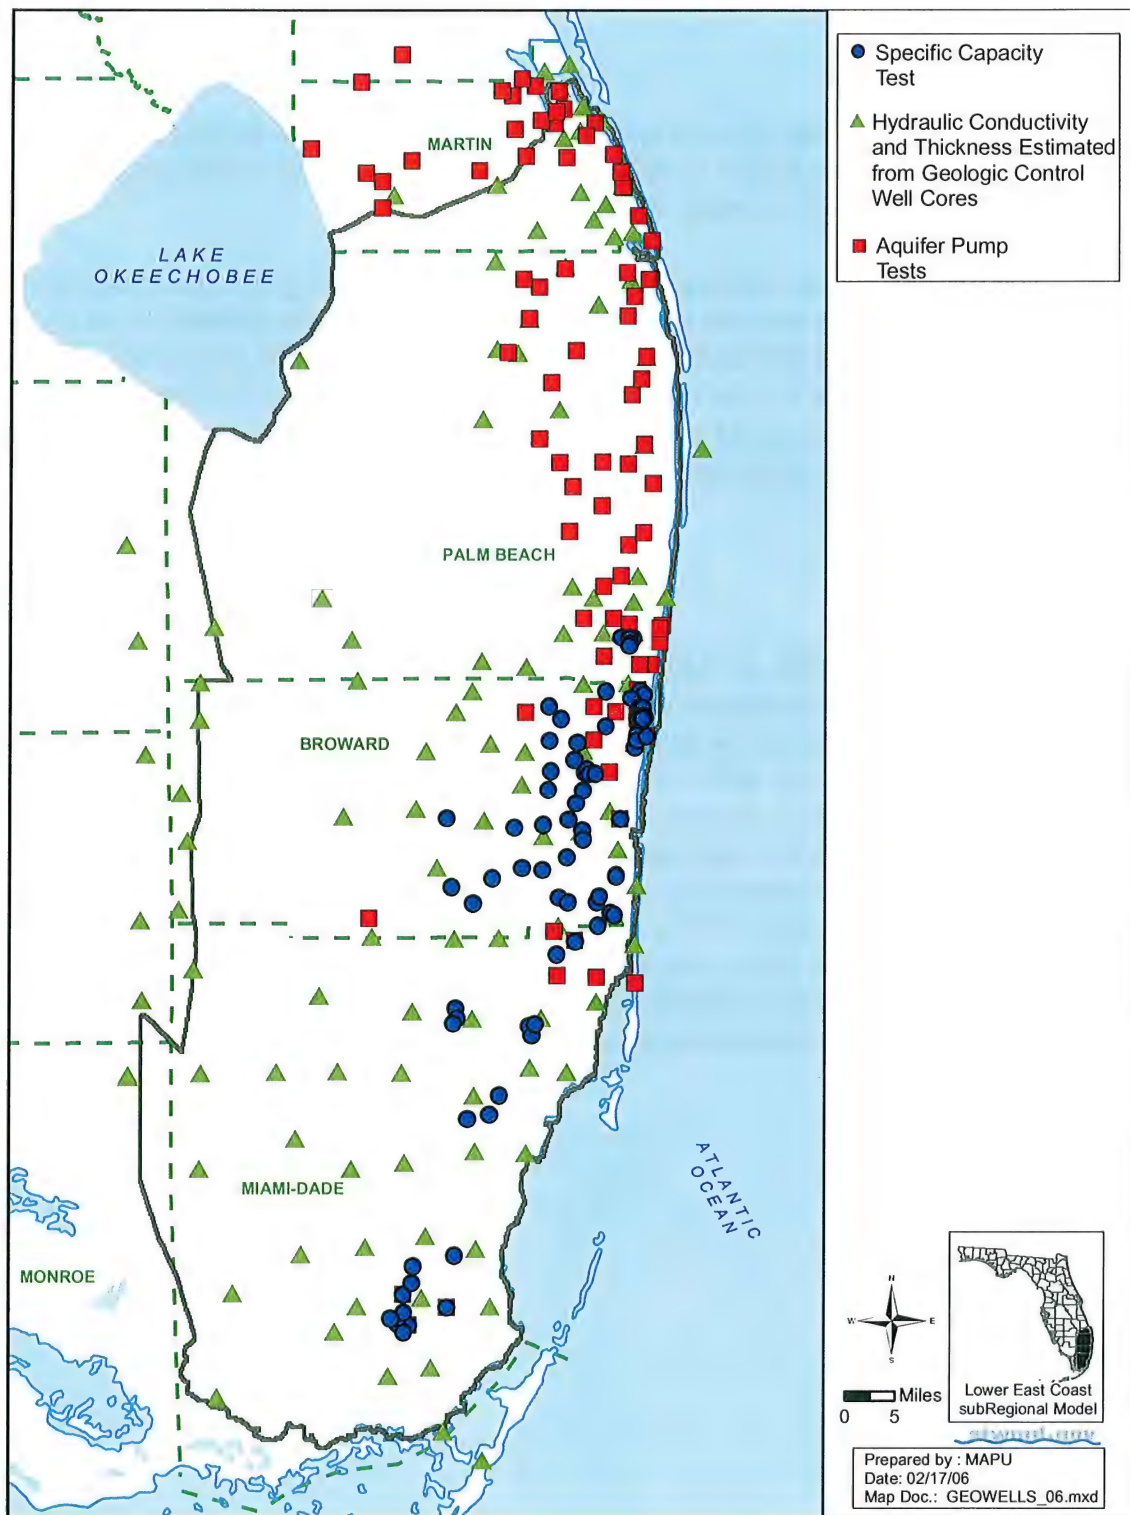 Specific Capacity
Test
Hydraulic Conductivity
and Thickness Estimated
from Geologic Control
Well Cores
Aquifer Pump
Tests
MARTIN
LAKE
OKEECHOBEE
PALM BEACH
BROWARD
MIAMI-DADE
MONROE
ATLANTIC
OCEAN
N
W
E
S
Miles
0 5
Lower East Coast
subRegional Model
Prepared by : MAPU
Date: 02/17/06
Map Doc.: GEOWELLS_06.mxd